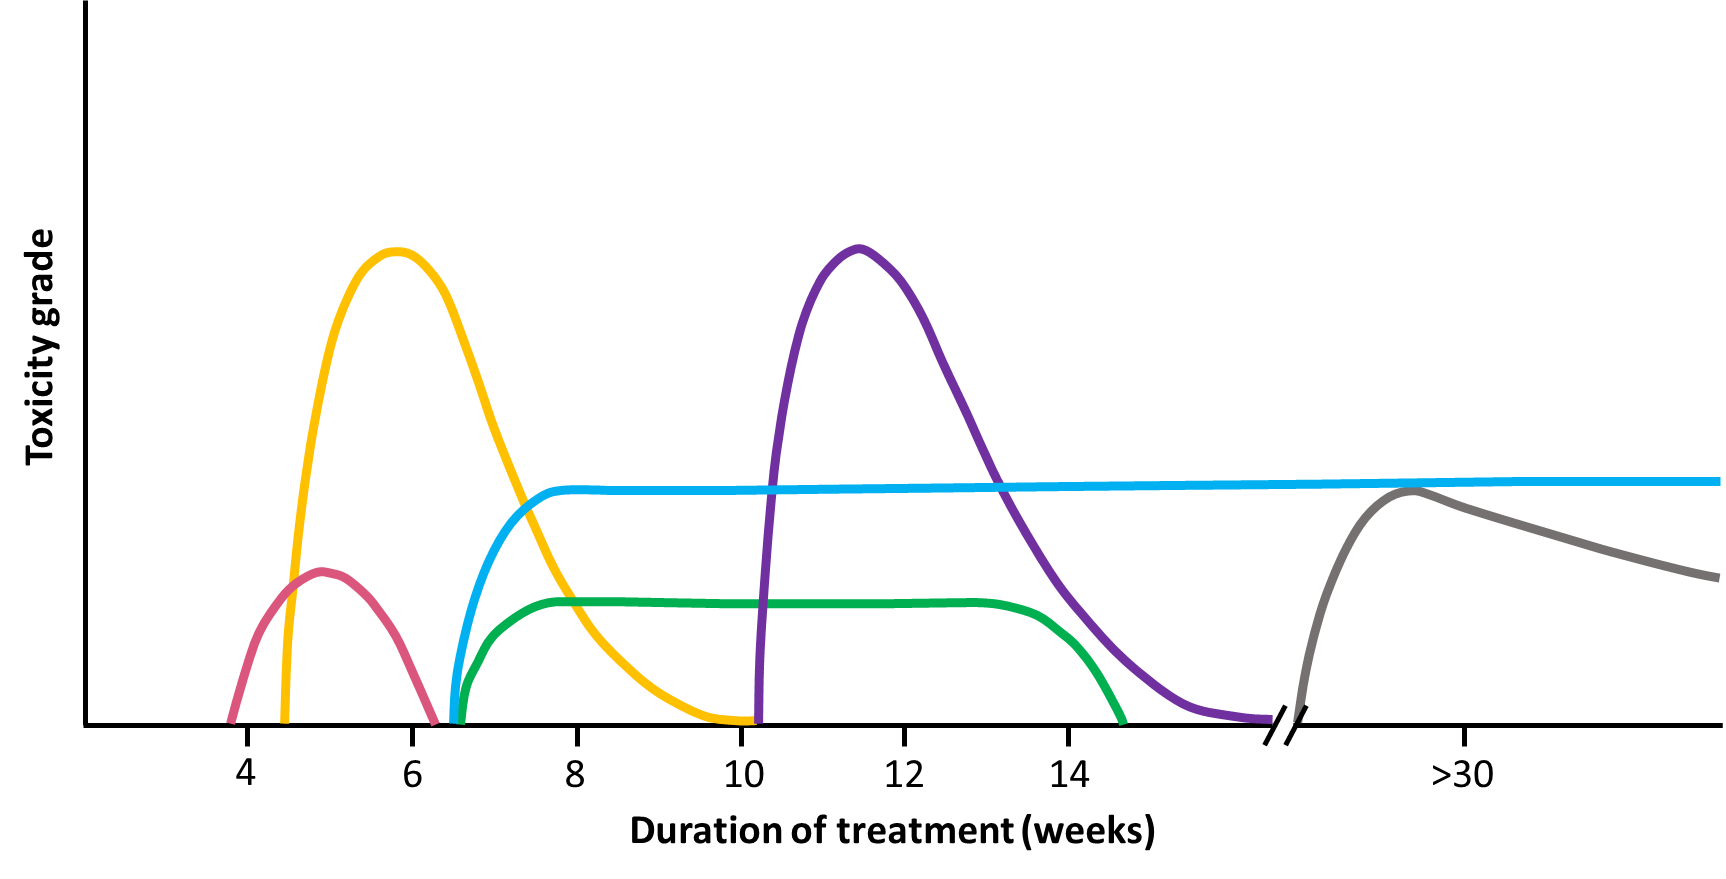 Toxicity grade
4 6 8 10 12 14 >30
Duration of treatment (weeks)